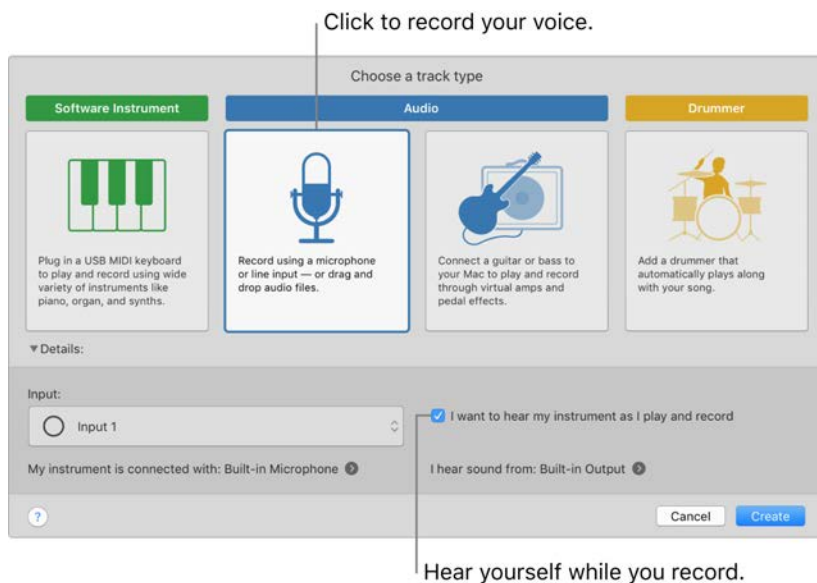 Click to record your voice.
Choose a track type
Software Instrument
Audio
Drummer
Plug in a USB MIDI keyboard
to play and record using wide
variety of instruments like
piano, organ, and synths.
Record using a microphone
or line input — or drag and
drop audio files.
Connect a guitar or bass to
your Mac to play and record
through virtual amps and
pedal effects.
Add a drummer that
automatically plays along
with your song.
Details:
Input:
Input 1
I want to hear my instrument as I play and record
My instrument is connected with: Built-in Microphone
I hear sound from: Built-in Output
?
Cancel
Create
Hear yourself while you record.